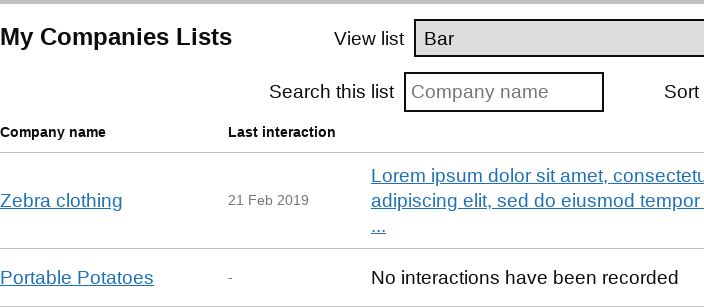 My Companies Lists
View list
Bar
Search this list
Company name
Sort
Company name
Last interaction
Zebra clothing
21 Feb 2019
Lorem ipsum dolor sit amet,
adipiscing elit, sed do eiusmod tempor
...
Portable Potatoes
-
No interactions have been recorded